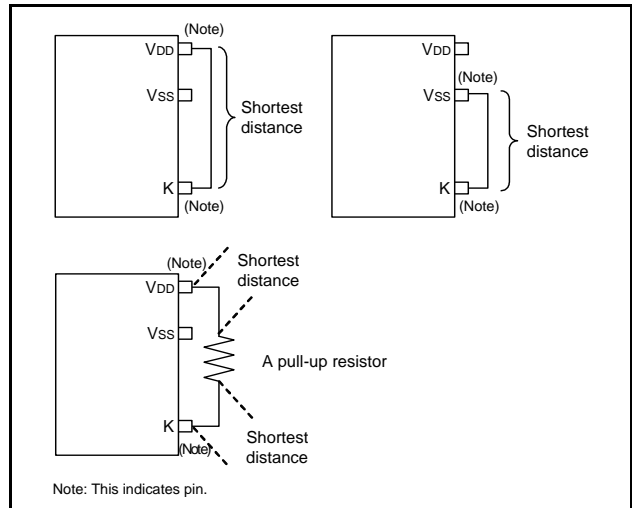 (Note)
VDD
VSS
Shortest
distance
K
(Note)
VDD
(Note)
VSS
Shortest
distance
K
(Note)
(Note)
Shortest
distance
VDD
VSS
A pull-up resistor
K
(Note)
Shortest
distance
Note: This indicates pin.